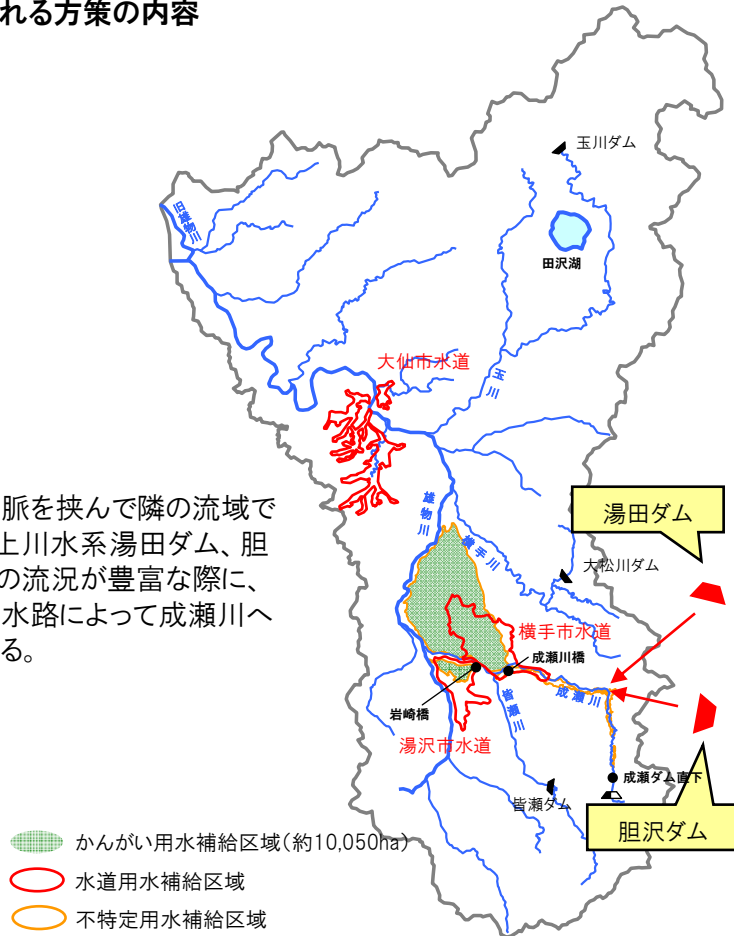 れる方策の内容
玉川ダム
旧雄物川
田沢湖
大仙市水道
玉川
脈を挟んで隣の流域で
上川水系湯田ダム、胆
の流況が豊富な際に、
水路によって成瀬川へ
る。
雄物川
横手川
湯田ダム
大松川ダム
横手市水道
成瀬川橋
岩崎橋
皆瀬川
成瀬川
湯沢市水道
成瀬ダム直下
皆瀬ダム
胆沢ダム
かんがい用水補給区域(約10,050ha)
水道用水補給区域
不特定用水補給区域